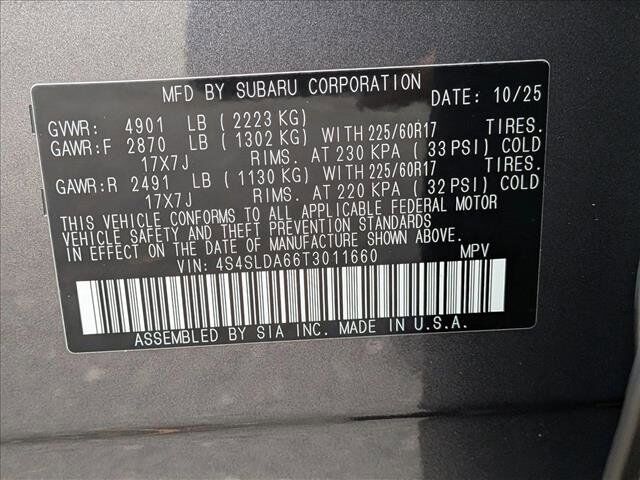 MFD BY SUBARU CORPORATION DATE: 10/25
GVWR: 4901 LB (2223 KG)
GAWR:F 2870 LB (1302 KG) WITH 225/60R17 TIRES.
17X7J RIMS. AT 230 KPA (33 PSI) COLD
GAWR:R 2491 LB (1130 KG) WITH 225/60R17 TIRES.
17X7J RIMS. AT 220 KPA (32 PSI) COLD
THIS VEHICLE CONFORMS TO ALL APPLICABLE FEDERAL MOTOR
VEHICLE SAFETY AND THEFT PREVENTION STANDARDS
IN EFFECT ON THE DATE OF MANUFACTURE SHOWN ABOVE.
VIN: 4S4SLDA66T3011660 MPV
ASSEMBLED BY SIA INC. MADE IN U.S.A.